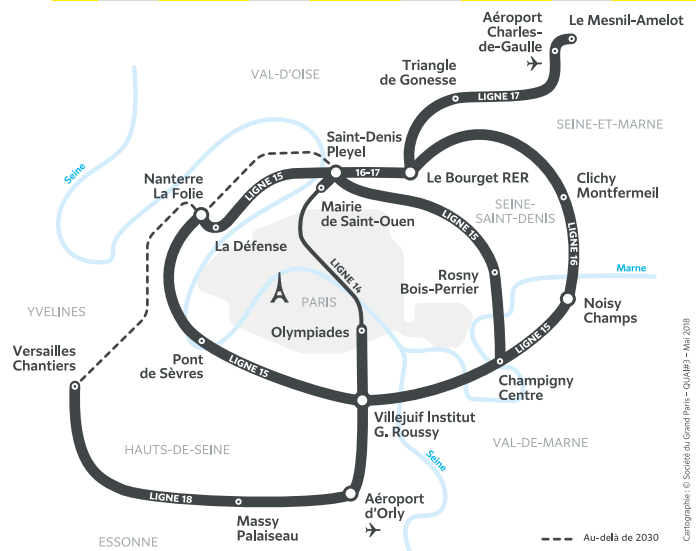 Aéroport
Charles-
de-Gaulle
Le Mesnil-Amelot
Triangle
de Gonesse
VAL-D'OISE
LIGNE 17
SEINE-ET-MARNE
Saint-Denis
Pleyel
16-17
Le Bourget RER
Seine
Nanterre
La Folie
LIGNE 15
Mairie
de Saint-Ouen
Clichy
Montfermeil
SEINE-
SAINT-DENIS
LIGNE 15
La Défense
LIGNE 14
LIGNE 16
Rosny
Bois-Perrier
Marne
PARIS
YVELINES
Olympiades
Noisy
Champs
Versailles
Chantiers
Pont
de Sèvres
LIGNE 15
LIGNE 15
Champigny
Centre
Villejuif Institut
G. Roussy
HAUTS-DE-SEINE
VAL-DE-MARNE
Seine
LIGNE 18
Massy
Palaiseau
Aéroport
d'Orly
ESSONNE
Au-delà de 2030
Cartographie : © Société du Grand Paris – QUAI#3 – Mai 2018